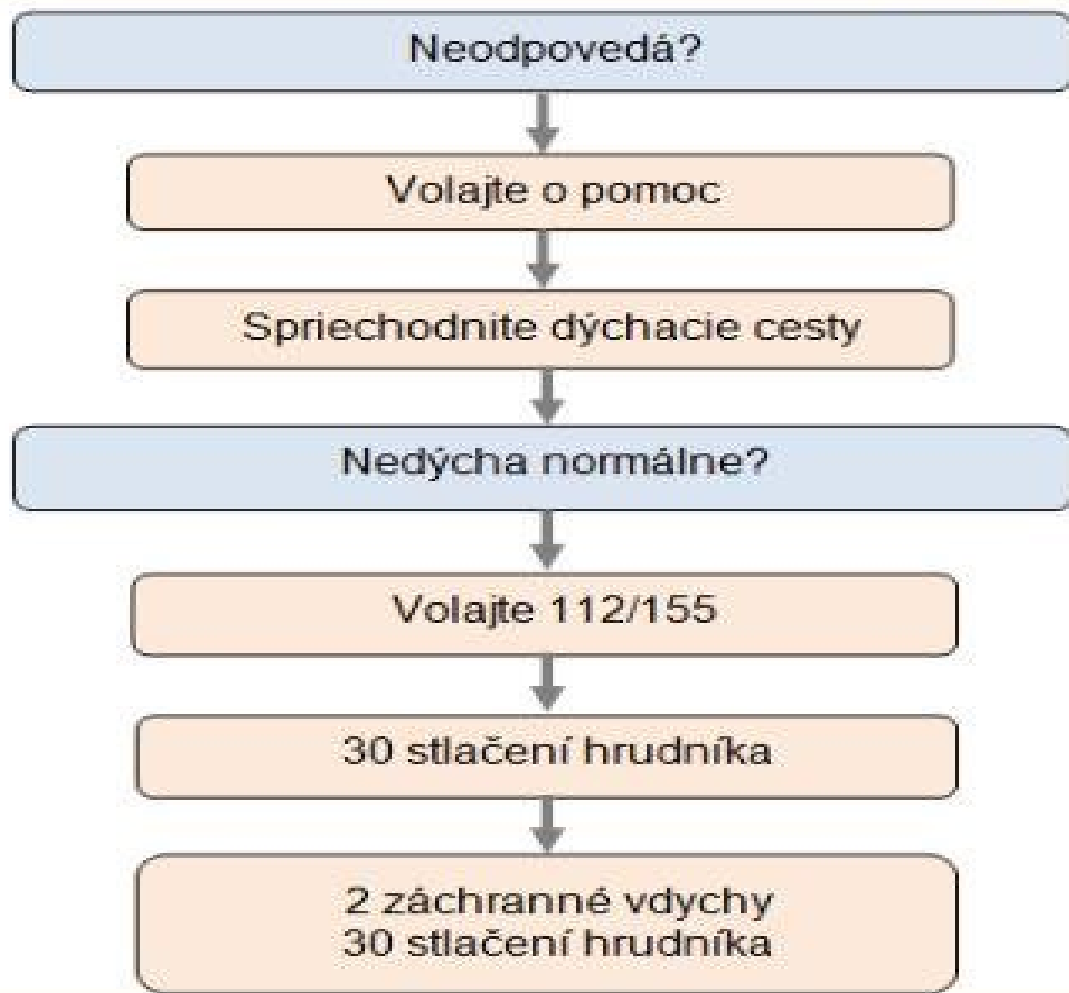 Neodpovedá?
Volajte o pomoc
Spriechodnite dýchacie cesty
Nedýcha normálne?
Volajte 112/155
30 stlačení hrudníka
2 záchranné vdychy
30 stlačení hrudníka